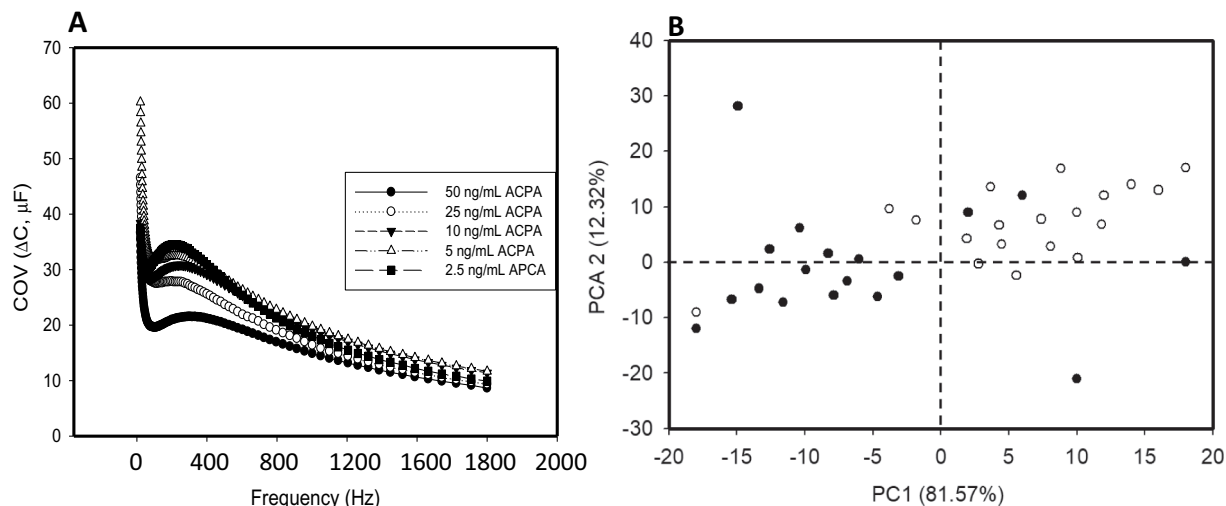 A
70
60
50
40
30
20
10
0
COV (ΔC, μF)
50 ng/mL ACPA
25 ng/mL ACPA
10 ng/mL ACPA
5 ng/mL ACPA
2.5 ng/mL APCA
0 400 800 1200 1600 1800 2000
Frequency (Hz)
B
40
30
20
10
0
-10
-20
-30
PCA 2 (12.32%)
-20 -15 -10 -5 0 5 10 15 20
PC1 (81.57%)